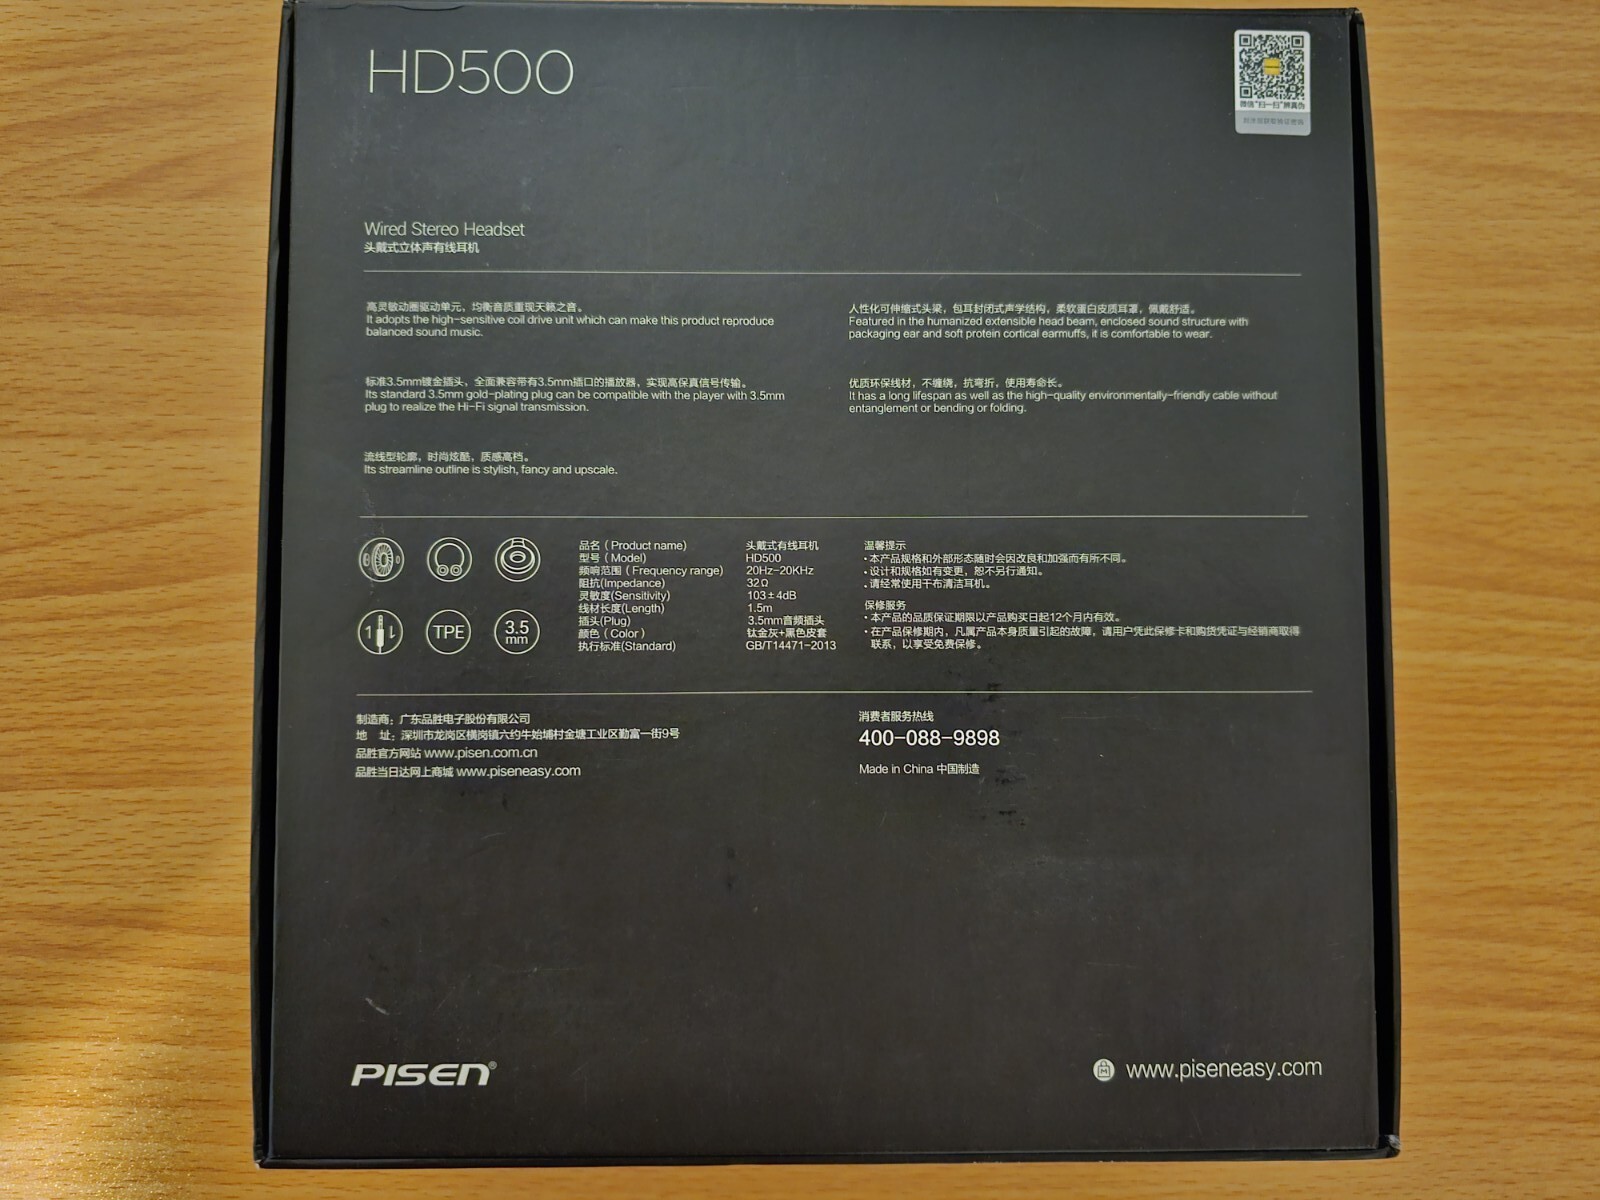 HD500
微信"扫一扫"辨真伪
Wired Stereo Headset
头戴式立体声有线耳机
高灵敏动圈驱动单元，均衡音质重现天籁之音。
It adopts the high-sensitive coil drive unit which can make this product reproduce
balanced sound music.
人性化可伸缩式头梁，包耳封闭式声学结构，柔软蛋白皮质耳罩，佩戴舒适。
Featured in the humanized extensible head beam, enclosed sound structure with
packaging ear and soft protein cortical earmuffs, it is comfortable to wear.
标准3.5mm镀金插头，全面兼容带有3.5mm插口的播放器，实现高保真信号传输。
Its standard 3.5mm gold-plating plug can be compatible with the player with 3.5mm
plug to realize the Hi-Fi signal transmission.
优质环保线材，不缠绕，抗弯折，使用寿命长。
It has a long lifespan as well as the high-quality environmentally-friendly cable without
entanglement or bending or folding.
流线型轮廓，时尚炫酷，质感高档。
Its streamline outline is stylish, fancy and upscale.
TPE
3.5
mm
品名（Product name) 头戴式有线耳机
型号（Model) HD500
频响范围（Frequency range) 20Hz-20KHz
阻抗(Impedance) 32Ω
灵敏度(Sensitivity) 103±4dB
线材长度(Length) 1.5m
插头(Plug) 3.5mm音频插头
颜色（Color） 钛金灰+黑色皮套
执行标准(Standard) GB/T14471-2013
温馨提示
·本产品规格和外部形态随时会因改良和加强而有所不同。
·设计和规格如有变更，恕不另行通知。
·请经常使用干布清洁耳机。
保修服务
·本产品的品质保证期限以产品购买日起12个月内有效。
·在产品保修期内，凡属产品本身质量引起的故障，请用户凭此保修卡和购货凭证与经销商取得
联系，以享受免费保修。
制造商：广东品胜电子股份有限公司
地 址：深圳市龙岗区横岗镇六约牛始埔村金塘工业区勤富一街9号
品胜官方网站 www.pisen.com.cn
品胜当日达网上商城 www.piseneasy.com
消费者服务热线
400-088-9898
Made in China 中国制造
PISEN®
www.piseneasy.com